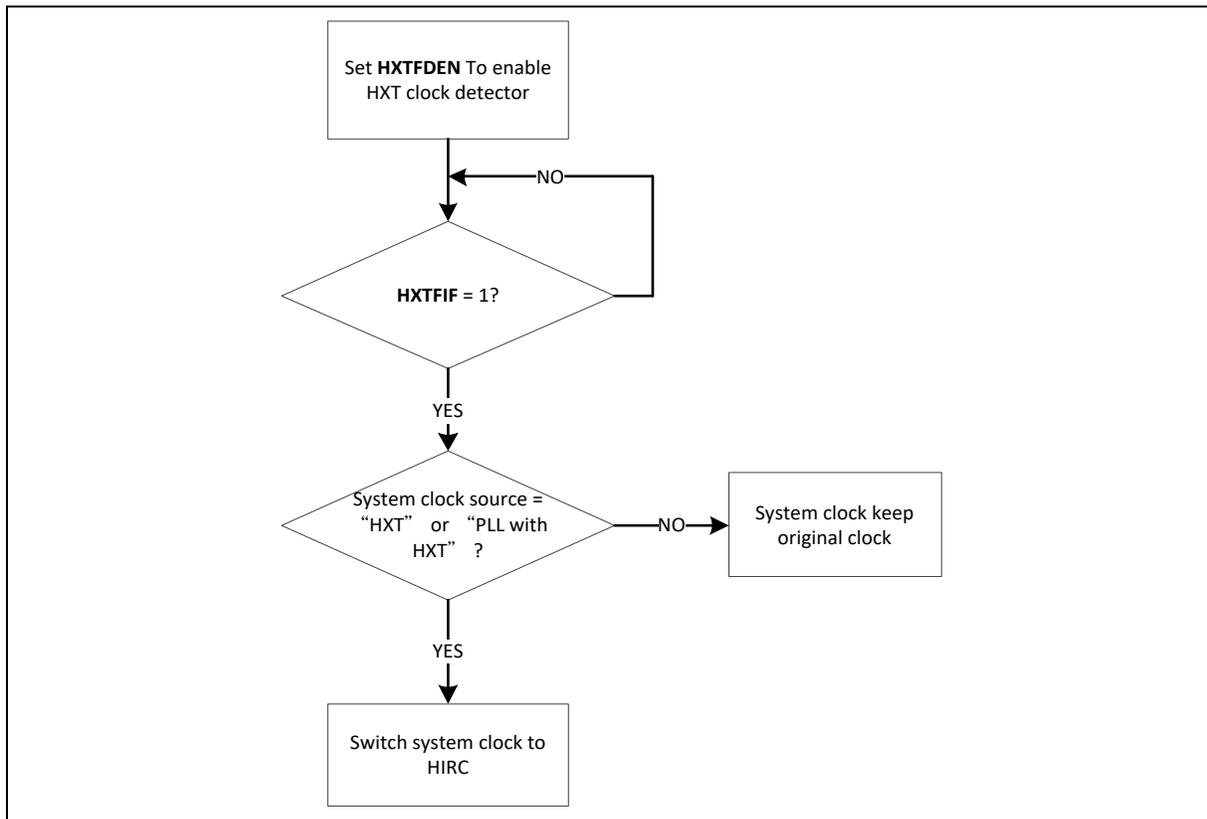 Set HXTFDEN To enable
HXT clock detector
NO
HXTFIF = 1?
YES
System clock source =
“HXT” or “PLL with
HXT” ?
NO
System clock keep
original clock
YES
Switch system clock to
HIRC